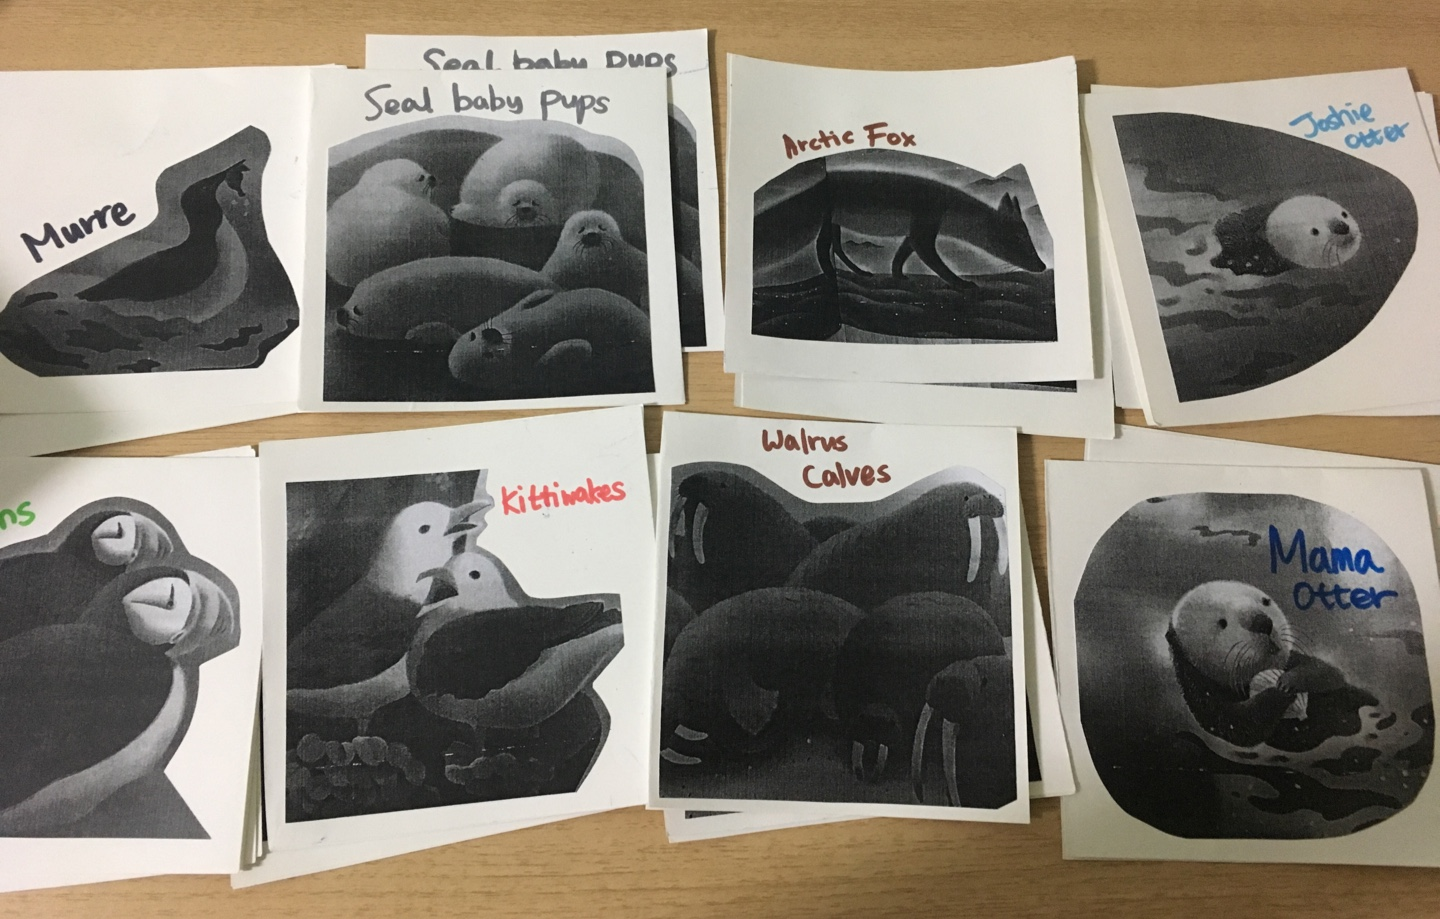 Seal baby pups
Seal baby pups
Murre
Arctic Fox
Joshie
Otter
ns
Kittiwakes
Walrus
Calves
Mama
Otter